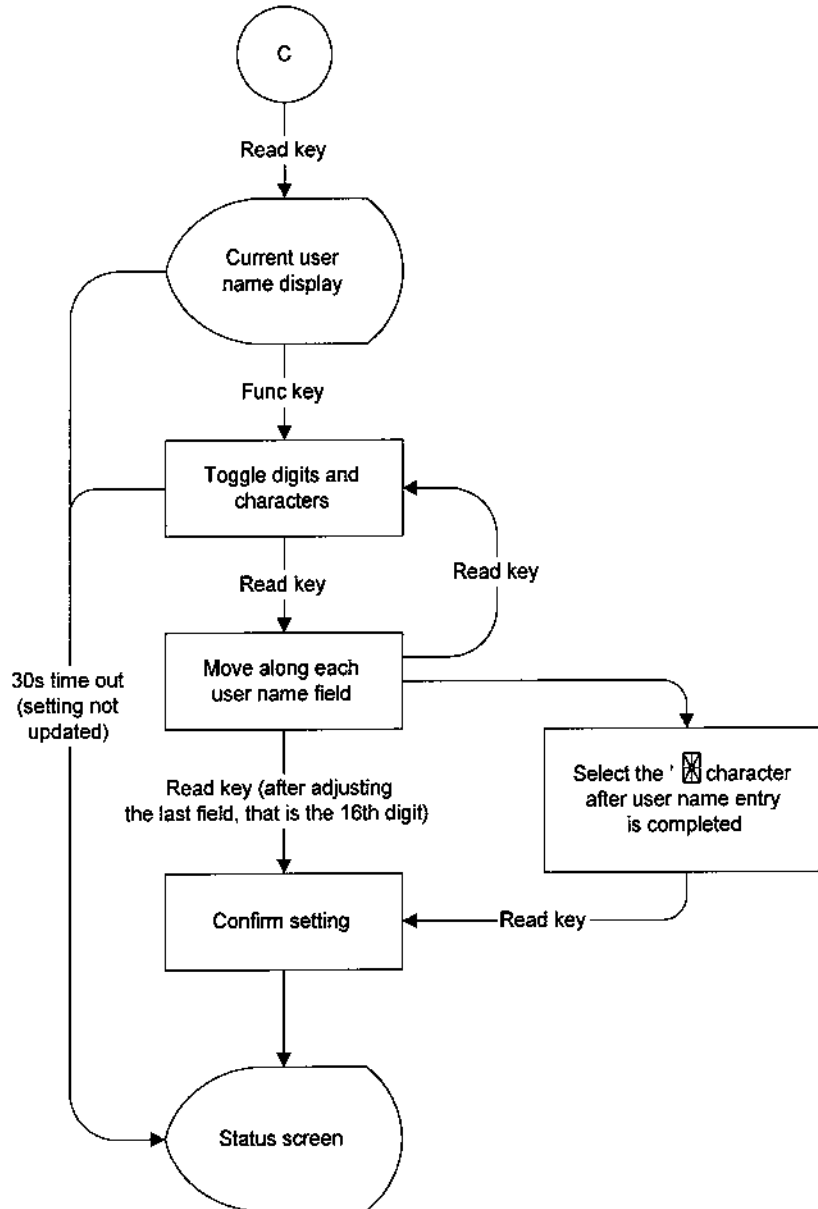 C
Read key
Current user
name display
Func key
Toggle digits and
characters
Read key
Read key
Move along each
user name field
30s time out
(setting not
updated)
Select the ' character
after user name entry
is completed
Read key (after adjusting
the last field, that is the 16th digit)
Confirm setting
Read key
Status screen